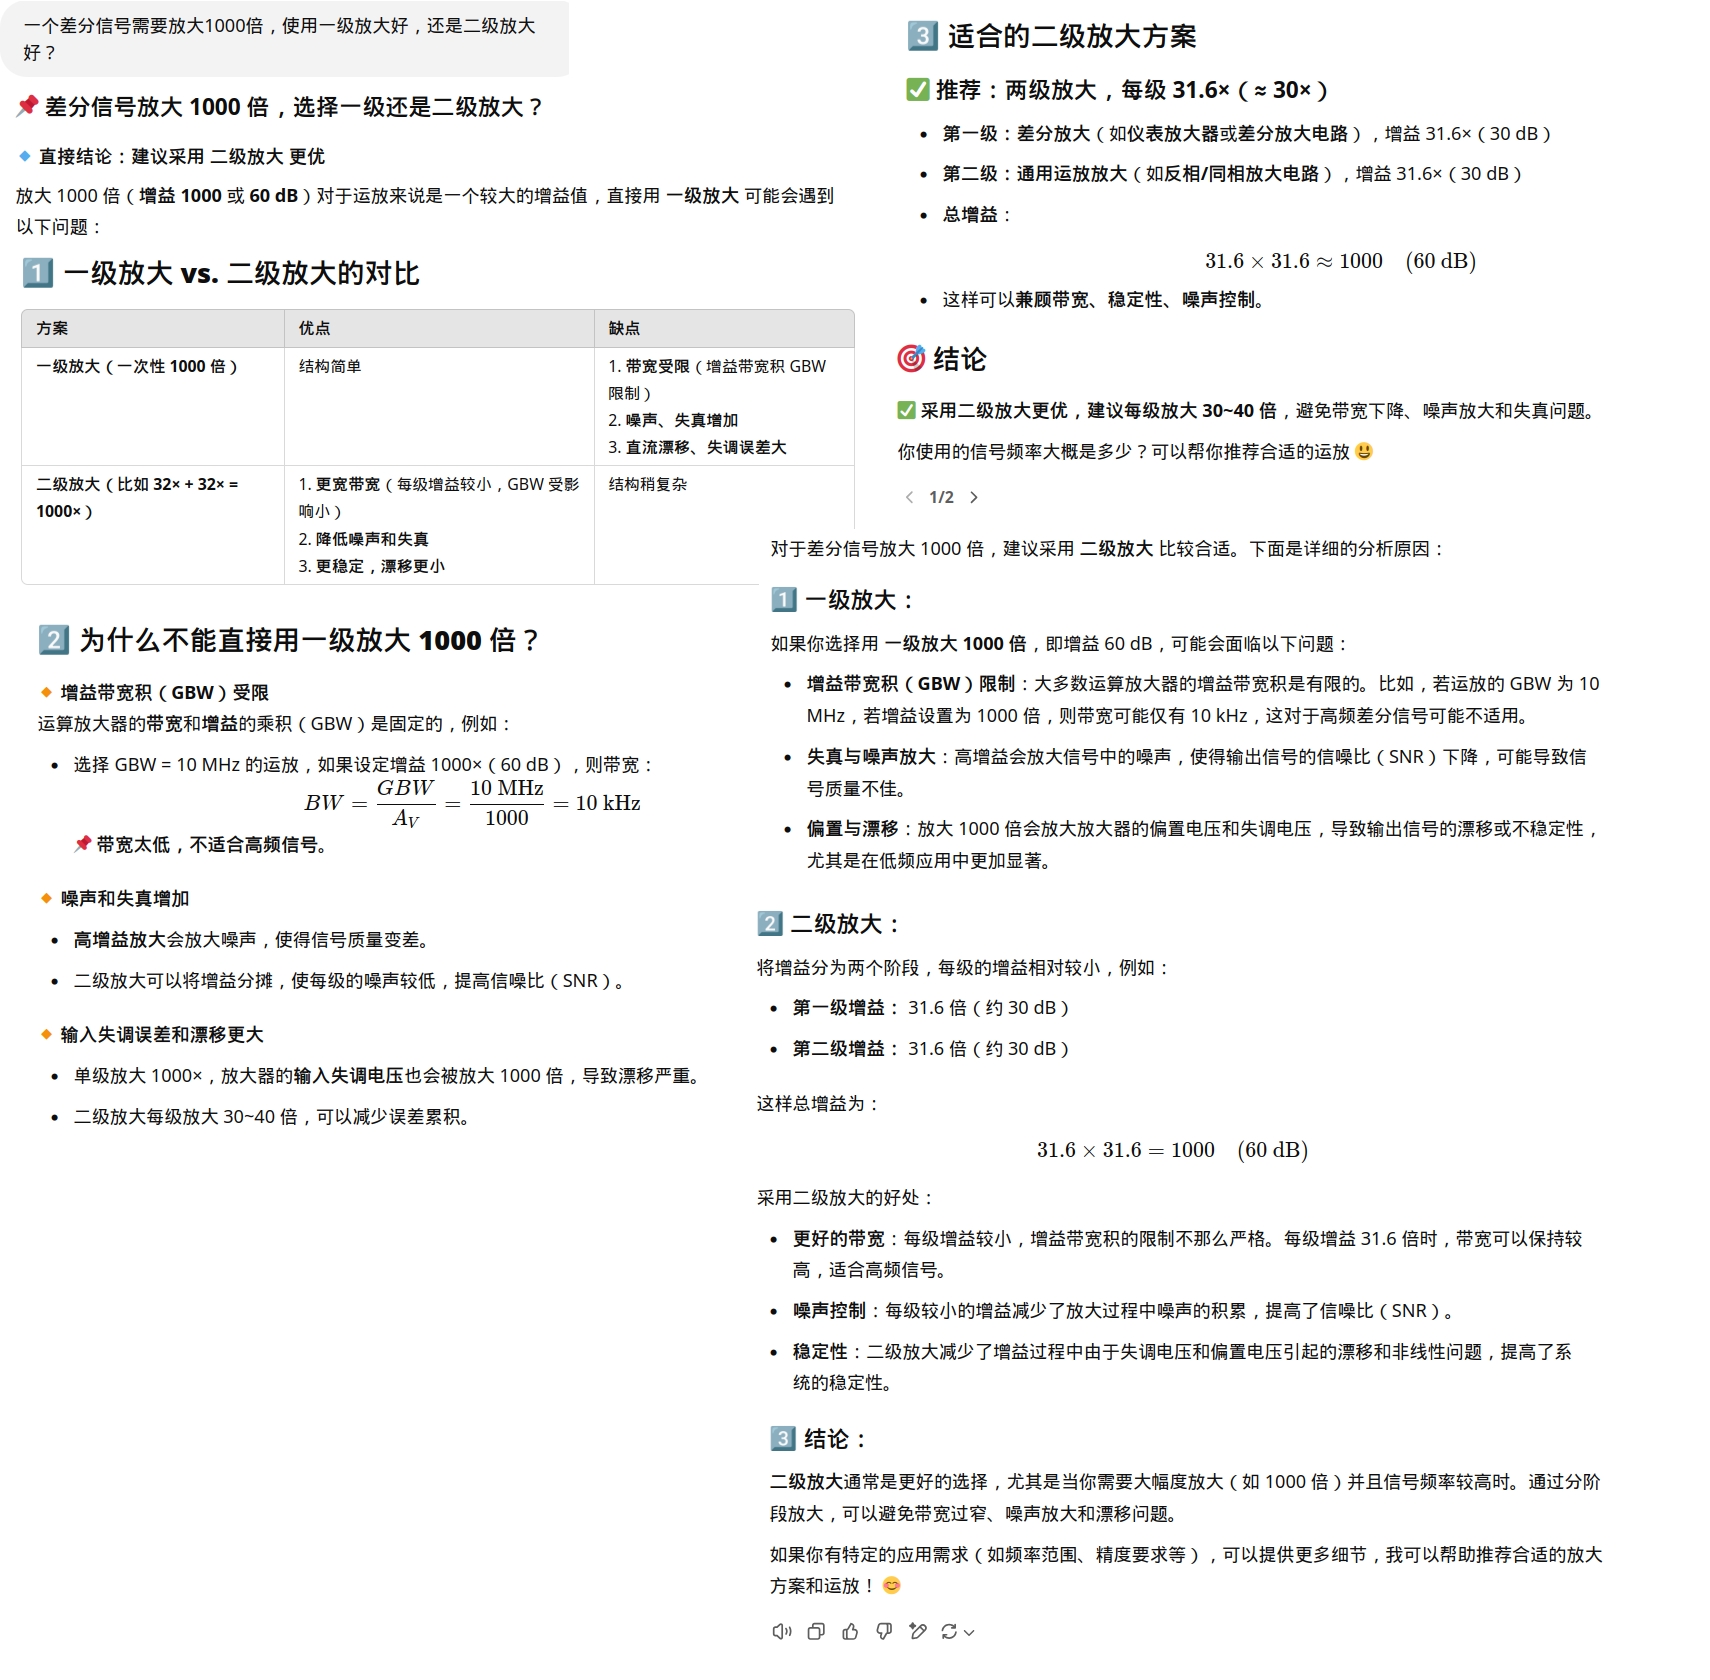 一个差分信号需要放大1000倍，使用一级放大好，还是二级放大
好？
📌 差分信号放大 1000 倍，选择一级还是二级放大？
🔹 直接结论：建议采用 二级放大 更优
放大 1000 倍（增益 1000 或 60 dB）对于运放来说是一个较大的增益值，直接用 一级放大 可能会遇到
以下问题：
1️⃣ 一级放大 vs. 二级放大的对比
方案 优点 缺点
一级放大（一次性 1000 倍） 结构简单 1. 带宽受限（增益带宽积 GBW
限制）
2. 噪声、失真增加
3. 直流漂移、失调误差大
二级放大（比如 32× + 32× = 1. 更宽带宽（每级增益较小，GBW 受影 结构稍复杂
1000×） 响小）
2. 降低噪声和失真
3. 更稳定，漂移更小
2️⃣ 为什么不能直接用一级放大 1000 倍？
🔸 增益带宽积（GBW）受限
运算放大器的带宽和增益的乘积（GBW）是固定的，例如：
• 选择 GBW = 10 MHz 的运放，如果设定增益 1000×（60 dB），则带宽：
BW = GBW / A_V = 10 MHz / 1000 = 10 kHz
📌 带宽太低，不适合高频信号。
🔸 噪声和失真增加
• 高增益放大会放大噪声，使得信号质量变差。
• 二级放大可以将增益分摊，使每级的噪声较低，提高信噪比（SNR）。
🔸 输入失调误差和漂移更大
• 单级放大 1000×，放大器的输入失调电压也会被放大 1000 倍，导致漂移严重。
• 二级放大每级放大 30~40 倍，可以减少误差累积。
3️⃣ 适合的二级放大方案
✅ 推荐：两级放大，每级 31.6×（≈ 30×）
• 第一级：差分放大（如仪表放大器或差分放大电路），增益 31.6×（30 dB）
• 第二级：通用运放放大（如反相/同相放大电路），增益 31.6×（30 dB）
• 总增益：
31.6 × 31.6 ≈ 1000 (60 dB)
• 这样可以兼顾带宽、稳定性、噪声控制。
🎯 结论
✅ 采用二级放大更优，建议每级放大 30~40 倍，避免带宽下降、噪声放大和失真问题。
你使用的信号频率大概是多少？可以帮你推荐合适的运放 😃
1/2
对于差分信号放大 1000 倍，建议采用 二级放大 比较合适。下面是详细的分析原因：
1️⃣ 一级放大：
如果你选择用 一级放大 1000 倍，即增益 60 dB，可能会面临以下问题：
• 增益带宽积（GBW）限制：大多数运算放大器的增益带宽积是有限的。比如，若运放的 GBW 为 10
MHz，若增益设置为 1000 倍，则带宽可能仅有 10 kHz，这对于高频差分信号可能不适用。
• 失真与噪声放大：高增益会放大信号中的噪声，使得输出信号的信噪比（SNR）下降，可能导致信
号质量不佳。
• 偏置与漂移：放大 1000 倍会放大放大器的偏置电压和失调电压，导致输出信号的漂移或不稳定性，
尤其是在低频应用中更加显著。
2️⃣ 二级放大：
将增益分为两个阶段，每级的增益相对较小，例如：
• 第一级增益： 31.6 倍（约 30 dB）
• 第二级增益： 31.6 倍（约 30 dB）
这样总增益为：
31.6 × 31.6 = 1000 (60 dB)
采用二级放大的好处：
• 更好的带宽：每级增益较小，增益带宽积的限制不那么严格。每级增益 31.6 倍时，带宽可以保持较
高，适合高频信号。
• 噪声控制：每级较小的增益减少了放大过程中噪声的积累，提高了信噪比（SNR）。
• 稳定性：二级放大减少了增益过程中由于失调电压和偏置电压引起的漂移和非线性问题，提高了系
统的稳定性。
3️⃣ 结论：
二级放大通常是更好的选择，尤其是当你需要大幅度放大（如 1000 倍）并且信号频率较高时。通过分阶
段放大，可以避免带宽过窄、噪声放大和漂移问题。
如果你有特定的应用需求（如频率范围、精度要求等），可以提供更多细节，我可以帮助推荐合适的放大
方案和运放！😊